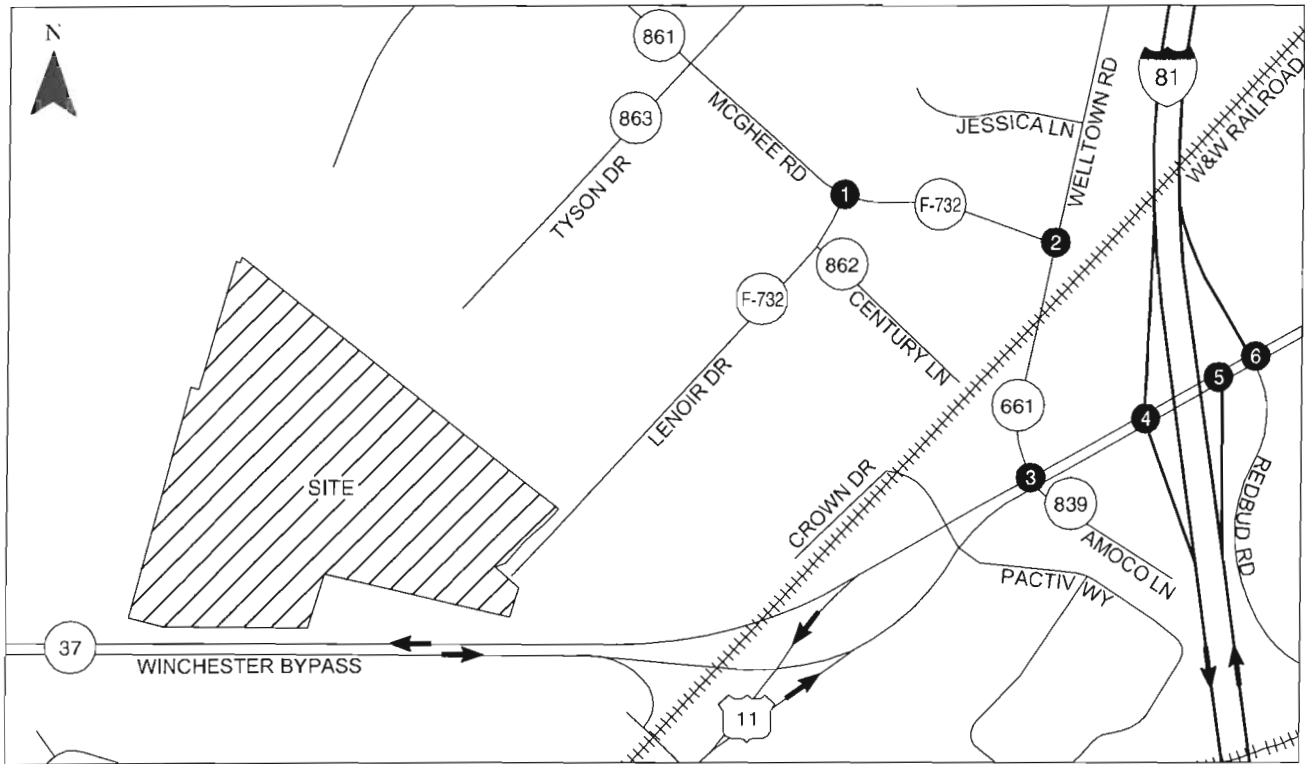 N
861
81
863
MCGHEE RD
JESSICA LN
WELLTOWN RD
W&W RAILROAD
TYSON DR
1
F-732
2
862
F-732
CENTURY LN
LENOIR DR
661
6
5
4
SITE
CROWN DR
3
839
AMOCO LN
REDBUD RD
PACTIV WY
37
WINCHESTER BYPASS
11